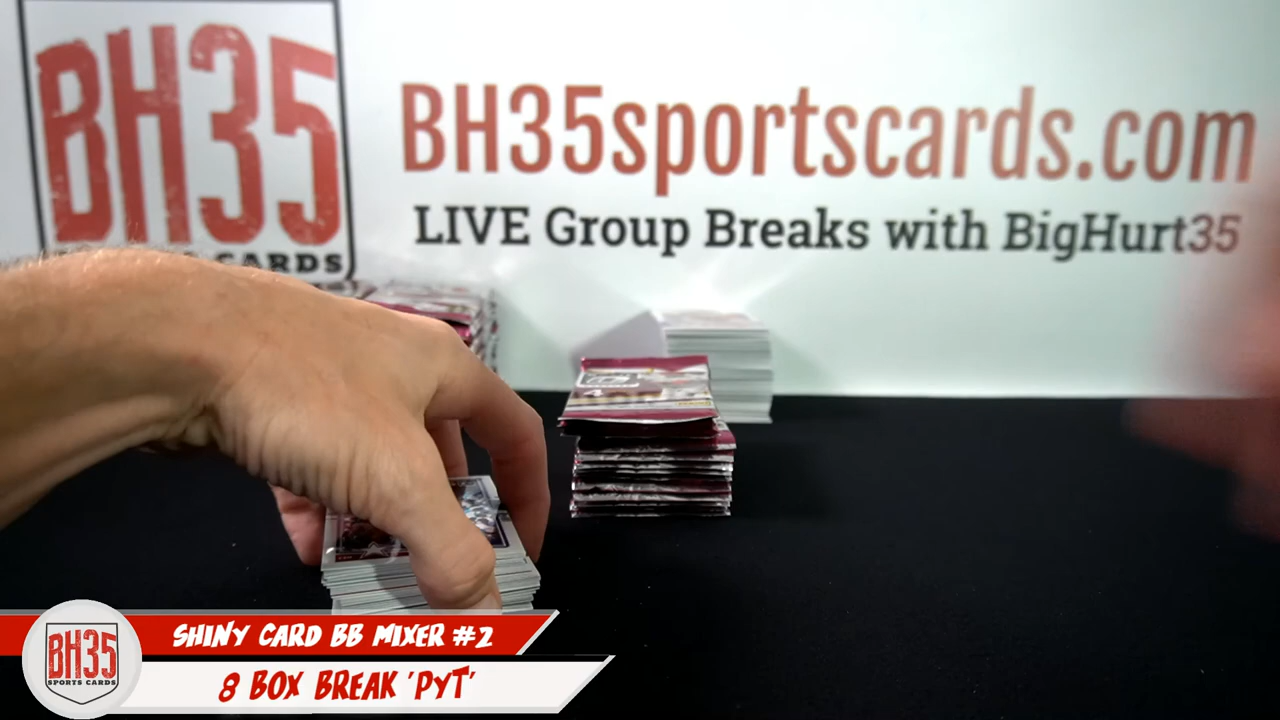 BH35
CARDS
BH35sportscards.com
LIVE Group Breaks with BigHurt35
SHINY CARD BB MIXER #2
8 BOX BREAK 'PYT'
BH35
SPORTS CARDS